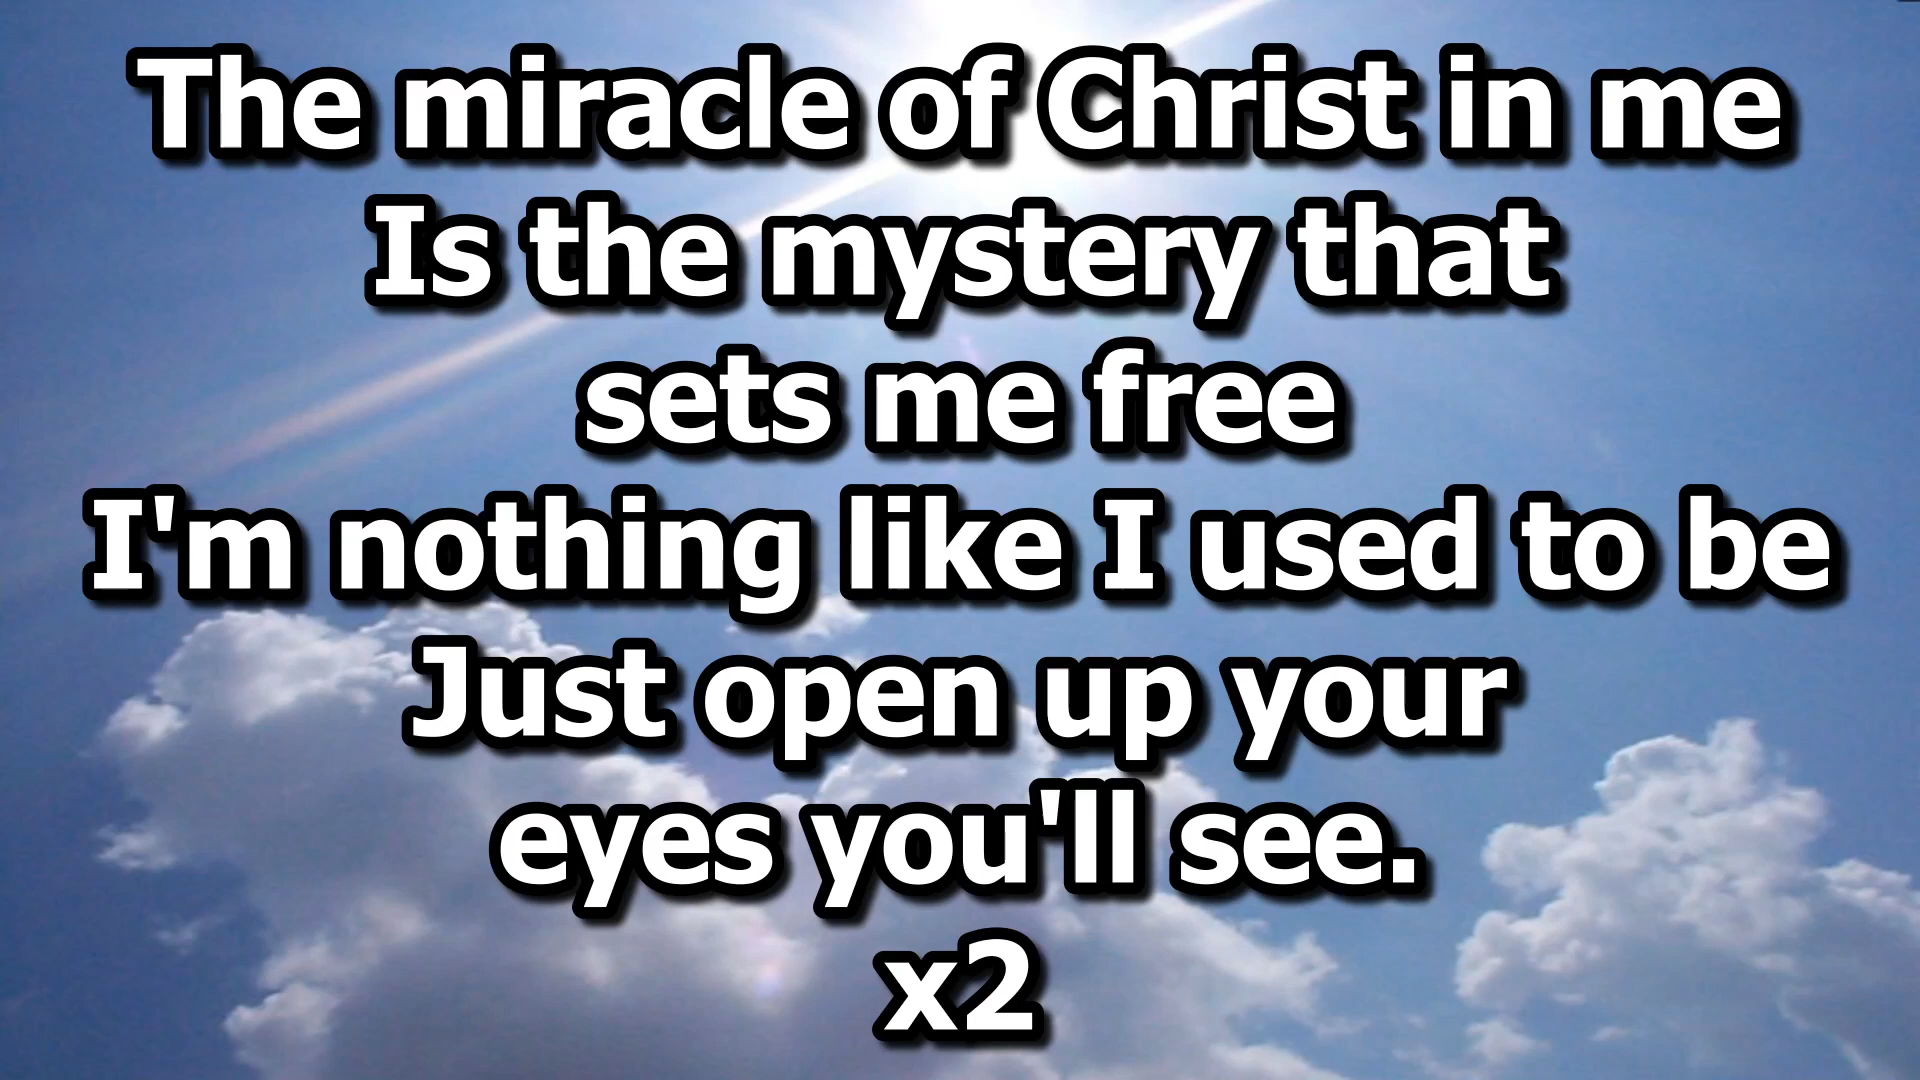 The miracle of Christ in me
Is the mystery that
sets me free
I'm nothing like I used to be
Just open up your
eyes you'll see.
x2